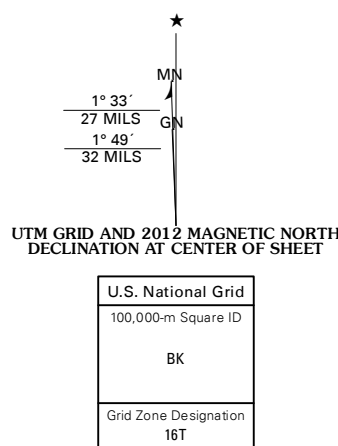 ★
MN
1° 33´
27 MILS
GN
1° 49´
32 MILS
UTM GRID AND 2012 MAGNETIC NORTH
DECLINATION AT CENTER OF SHEET
U.S. National Grid
100,000-m Square ID
BK
Grid Zone Designation
16T